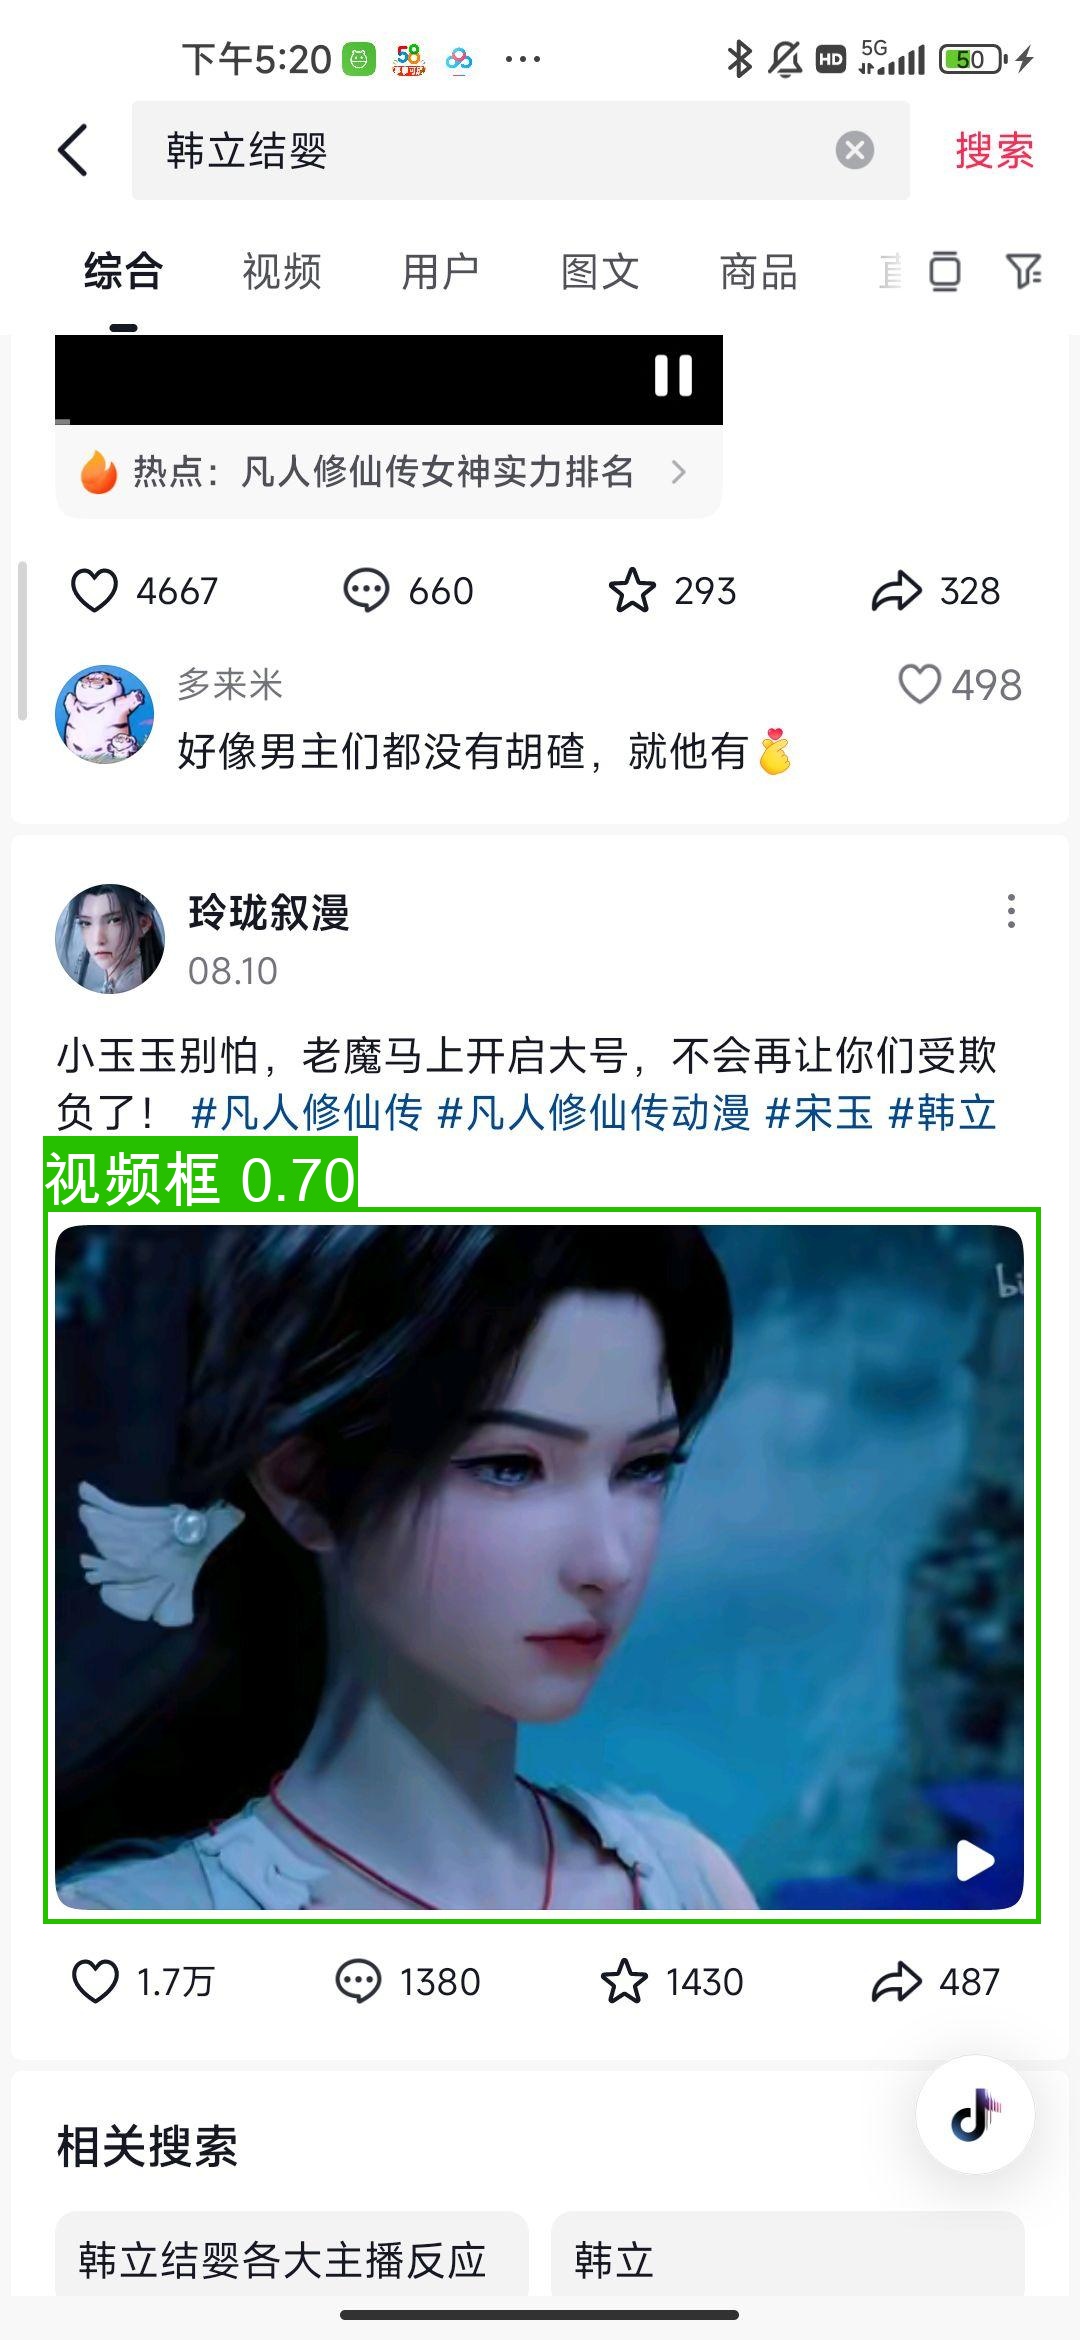 下午5:20
58
HD
5G
50
韩立结婴
搜索
综合
视频
用户
图文
商品
热点：凡人修仙传女神实力排名
4667
660
293
328
多来米
498
好像男主们都没有胡碴，就他有
玲珑叙漫
08.10
小玉玉别怕，老魔马上开启大号，不会再让你们受欺
负了！ #凡人修仙传 #凡人修仙传动漫 #宋玉 #韩立
视频框 0.70
bi
1.7万
1380
1430
487
相关搜索
韩立结婴各大主播反应
韩立